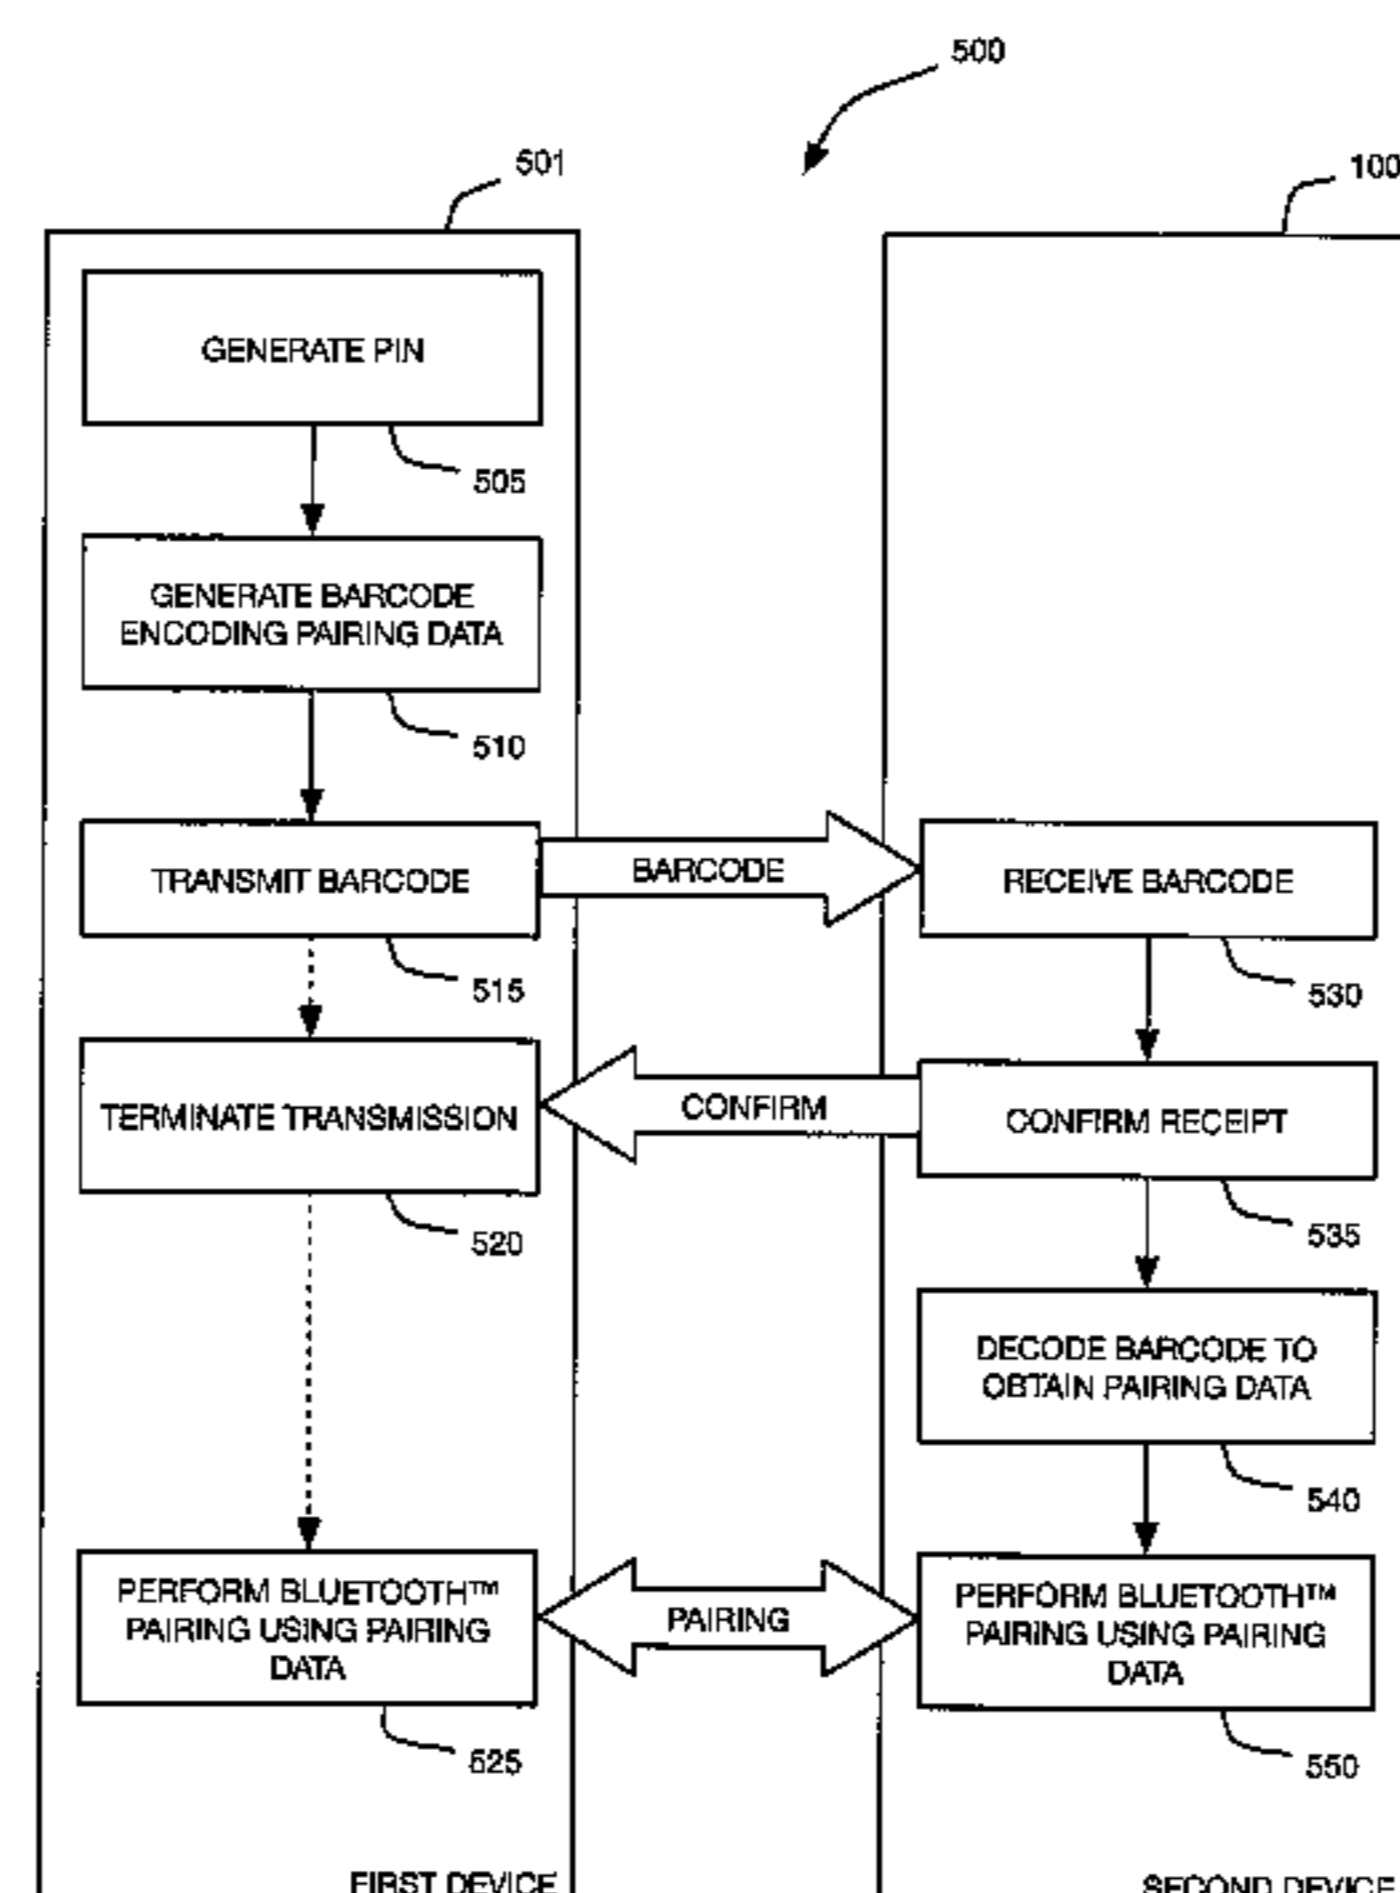 500
501
100
GENERATE PIN
505
GENERATE BARCODE
ENCODING PAIRING DATA
510
TRANSMIT BARCODE
BARCODE
RECEIVE BARCODE
515
530
TERMINATE TRANSMISSION
CONFIRM
CONFIRM RECEIPT
520
535
DECODE BARCODE TO
OBTAIN PAIRING DATA
540
PERFORM BLUETOOTH™
PAIRING USING PAIRING
DATA
PAIRING
PERFORM BLUETOOTH™
PAIRING USING PAIRING
DATA
525
550
FIRST DEVICE
SECOND DEVICE